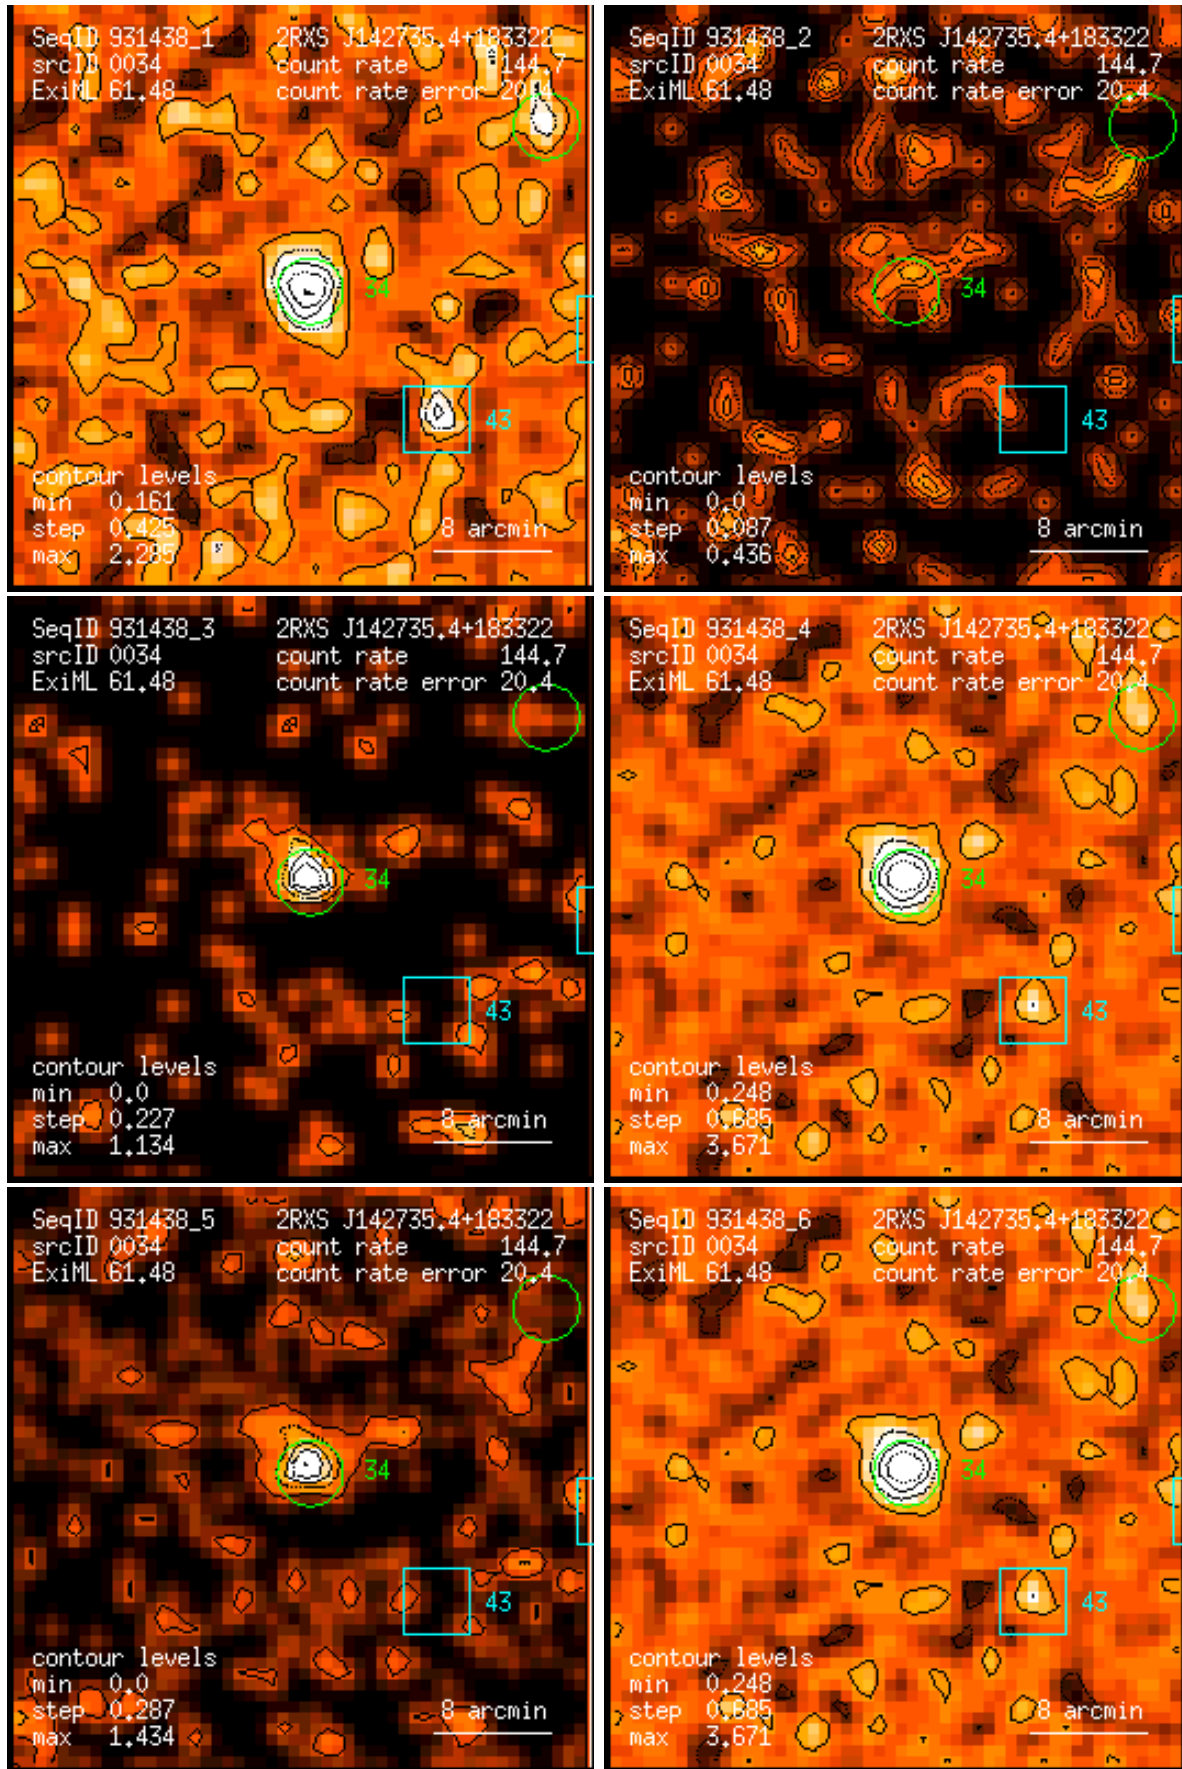 SeqID 931438_1 2RXS J142735.4+183322
srcID 0034 count rate 144.7
ExiML 61.48 count rate error 20.4
34
43
contour levels
min 0.161
step 0.425 8 arcmin
max 2.285
SeqID 931438_2 2RXS J142735.4+183322
srcID 0034 count rate 144.7
ExiML 61.48 count rate error 20.4
34
43
contour levels
min 0.0
step 0.087 8 arcmin
max 0.436
SeqID 931438_3 2RXS J142735.4+183322
srcID 0034 count rate 144.7
ExiML 61.48 count rate error 20.4
34
43
contour levels
min 0.0
step 0.227 8 arcmin
max 1.134
SeqID 931438_4 2RXS J142735.4+183322
srcID 0034 count rate 144.7
ExiML 61.48 count rate error 20.4
34
43
contour levels
min 0.248
step 0.685 8 arcmin
max 3.671
SeqID 931438_5 2RXS J142735.4+183322
srcID 0034 count rate 144.7
ExiML 61.48 count rate error 20.4
34
43
contour levels
min 0.0
step 0.287 8 arcmin
max 1.434
SeqID 931438_6 2RXS J142735.4+183322
srcID 0034 count rate 144.7
ExiML 61.48 count rate error 20.4
34
43
contour levels
min 0.248
step 0.685 8 arcmin
max 3.671